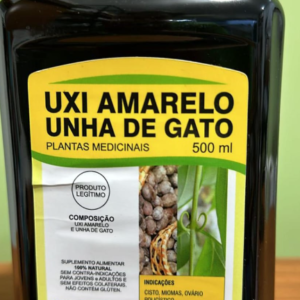 UXI AMARELO
UNHA DE GATO
PLANTAS MEDICINAIS 500 ml
PRODUTO
LEGÍTIMO
COMPOSIÇÃO
UXI AMARELO
E UNHA DE GATO
SUPLEMENTO ALIMENTAR
100% NATURAL
SEM CONTRA-INDICAÇÕES
PARA JOVENS e ADULTOS E
SEM EFEITOS COLATERAIS.
NÃO CONTEM GLÚTEN.
INDICAÇÕES
CISTO, MIOMAS, OVÁRIO